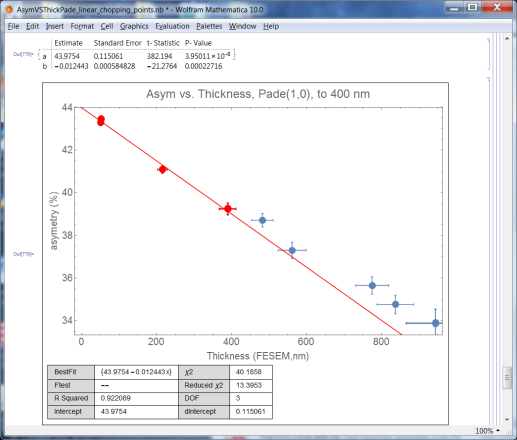 AsymVSThickPade_linear_chopping_points.nb * - Wolfram Mathematica 10.0
File Edit Insert Format Cell Graphics Evaluation Palettes Window Help
Estimate Standard Error t- Statistic P- Value
Out[775]= { a 43.9754 0.115061 382.194 3.95011 × 10⁻⁸ }
b -0.012443 0.000584828 -21.2764 0.00022716
Asym vs. Thickness, Pade(1,0), to 400 nm
44
42
40
38
36
34
asymetry (%)
Out[778]=
0 200 400 600 800
Thickness (FESEM,nm)
BestFit {43.9754 - 0.012443 x} χ2 40.1858
Ftest -- Reduced χ2 13.3953
R Squared 0.922089 DOF 3
Intercept 43.9754 dIntercept 0.115061
100%